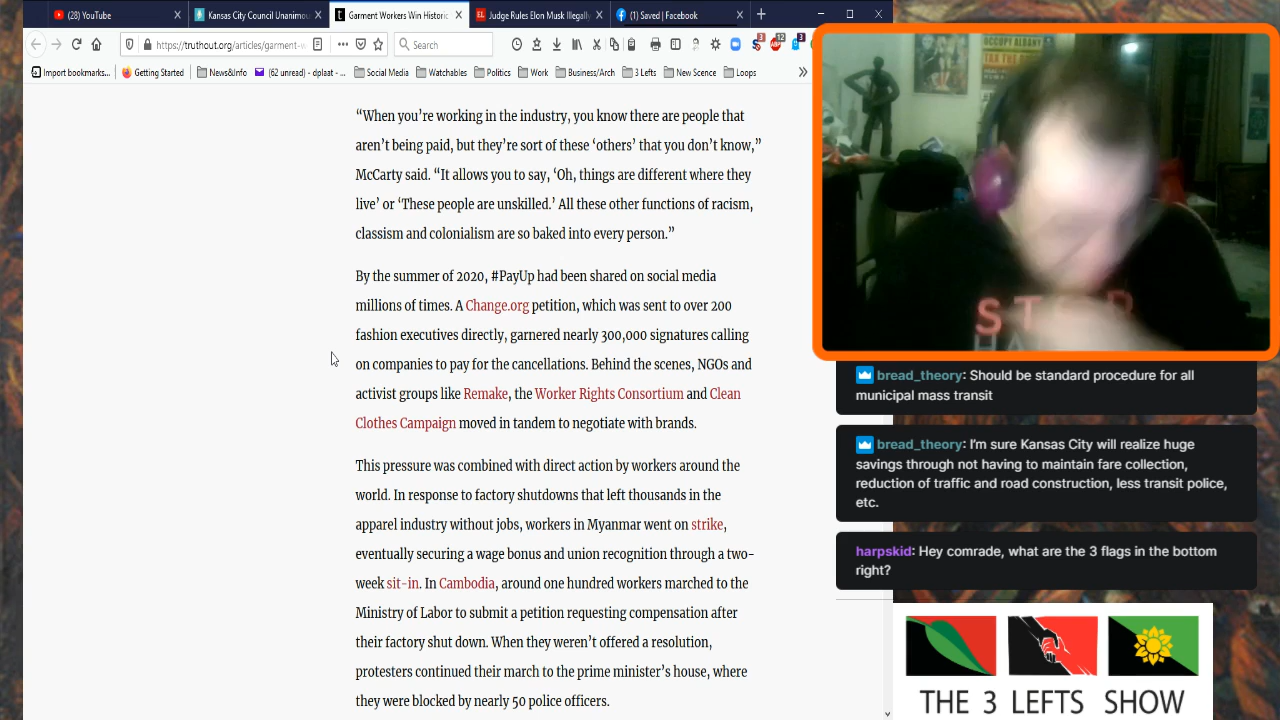 (28) YouTube
Kansas City Council Unanimou
Garment Workers Win Historic
Judge Rules Elon Musk Illegally
(1) Saved | Facebook
https://truthout.org/articles/garment-
Search
Import bookmarks...
Getting Started
News&Info
(62 unread) - dplaat - ...
Social Media
Watchables
Politics
Work
Business/Arch
3 Lefts
New Scence
Loops
“When you’re working in the industry, you know there are people that
aren’t being paid, but they’re sort of these ‘others’ that you don’t know,”
McCarty said. “It allows you to say, ‘Oh, things are different where they
live’ or ‘These people are unskilled.’ All these other functions of racism,
classism and colonialism are so baked into every person.”
By the summer of 2020, #PayUp had been shared on social media
millions of times. A Change.org petition, which was sent to over 200
fashion executives directly, garnered nearly 300,000 signatures calling
on companies to pay for the cancellations. Behind the scenes, NGOs and
activist groups like Remake, the Worker Rights Consortium and Clean
Clothes Campaign moved in tandem to negotiate with brands.
This pressure was combined with direct action by workers around the
world. In response to factory shutdowns that left thousands in the
apparel industry without jobs, workers in Myanmar went on strike,
eventually securing a wage bonus and union recognition through a two-
week sit-in. In Cambodia, around one hundred workers marched to the
Ministry of Labor to submit a petition requesting compensation after
their factory shut down. When they weren’t offered a resolution,
protesters continued their march to the prime minister’s house, where
they were blocked by nearly 50 police officers.
OCCUPY ALBANY
TAX THE
bread_theory: Should be standard procedure for all
municipal mass transit
bread_theory: I’m sure Kansas City will realize huge
savings through not having to maintain fare collection,
reduction of traffic and road construction, less transit police,
etc.
harpskid: Hey comrade, what are the 3 flags in the bottom
right?
THE 3 LEFTS SHOW